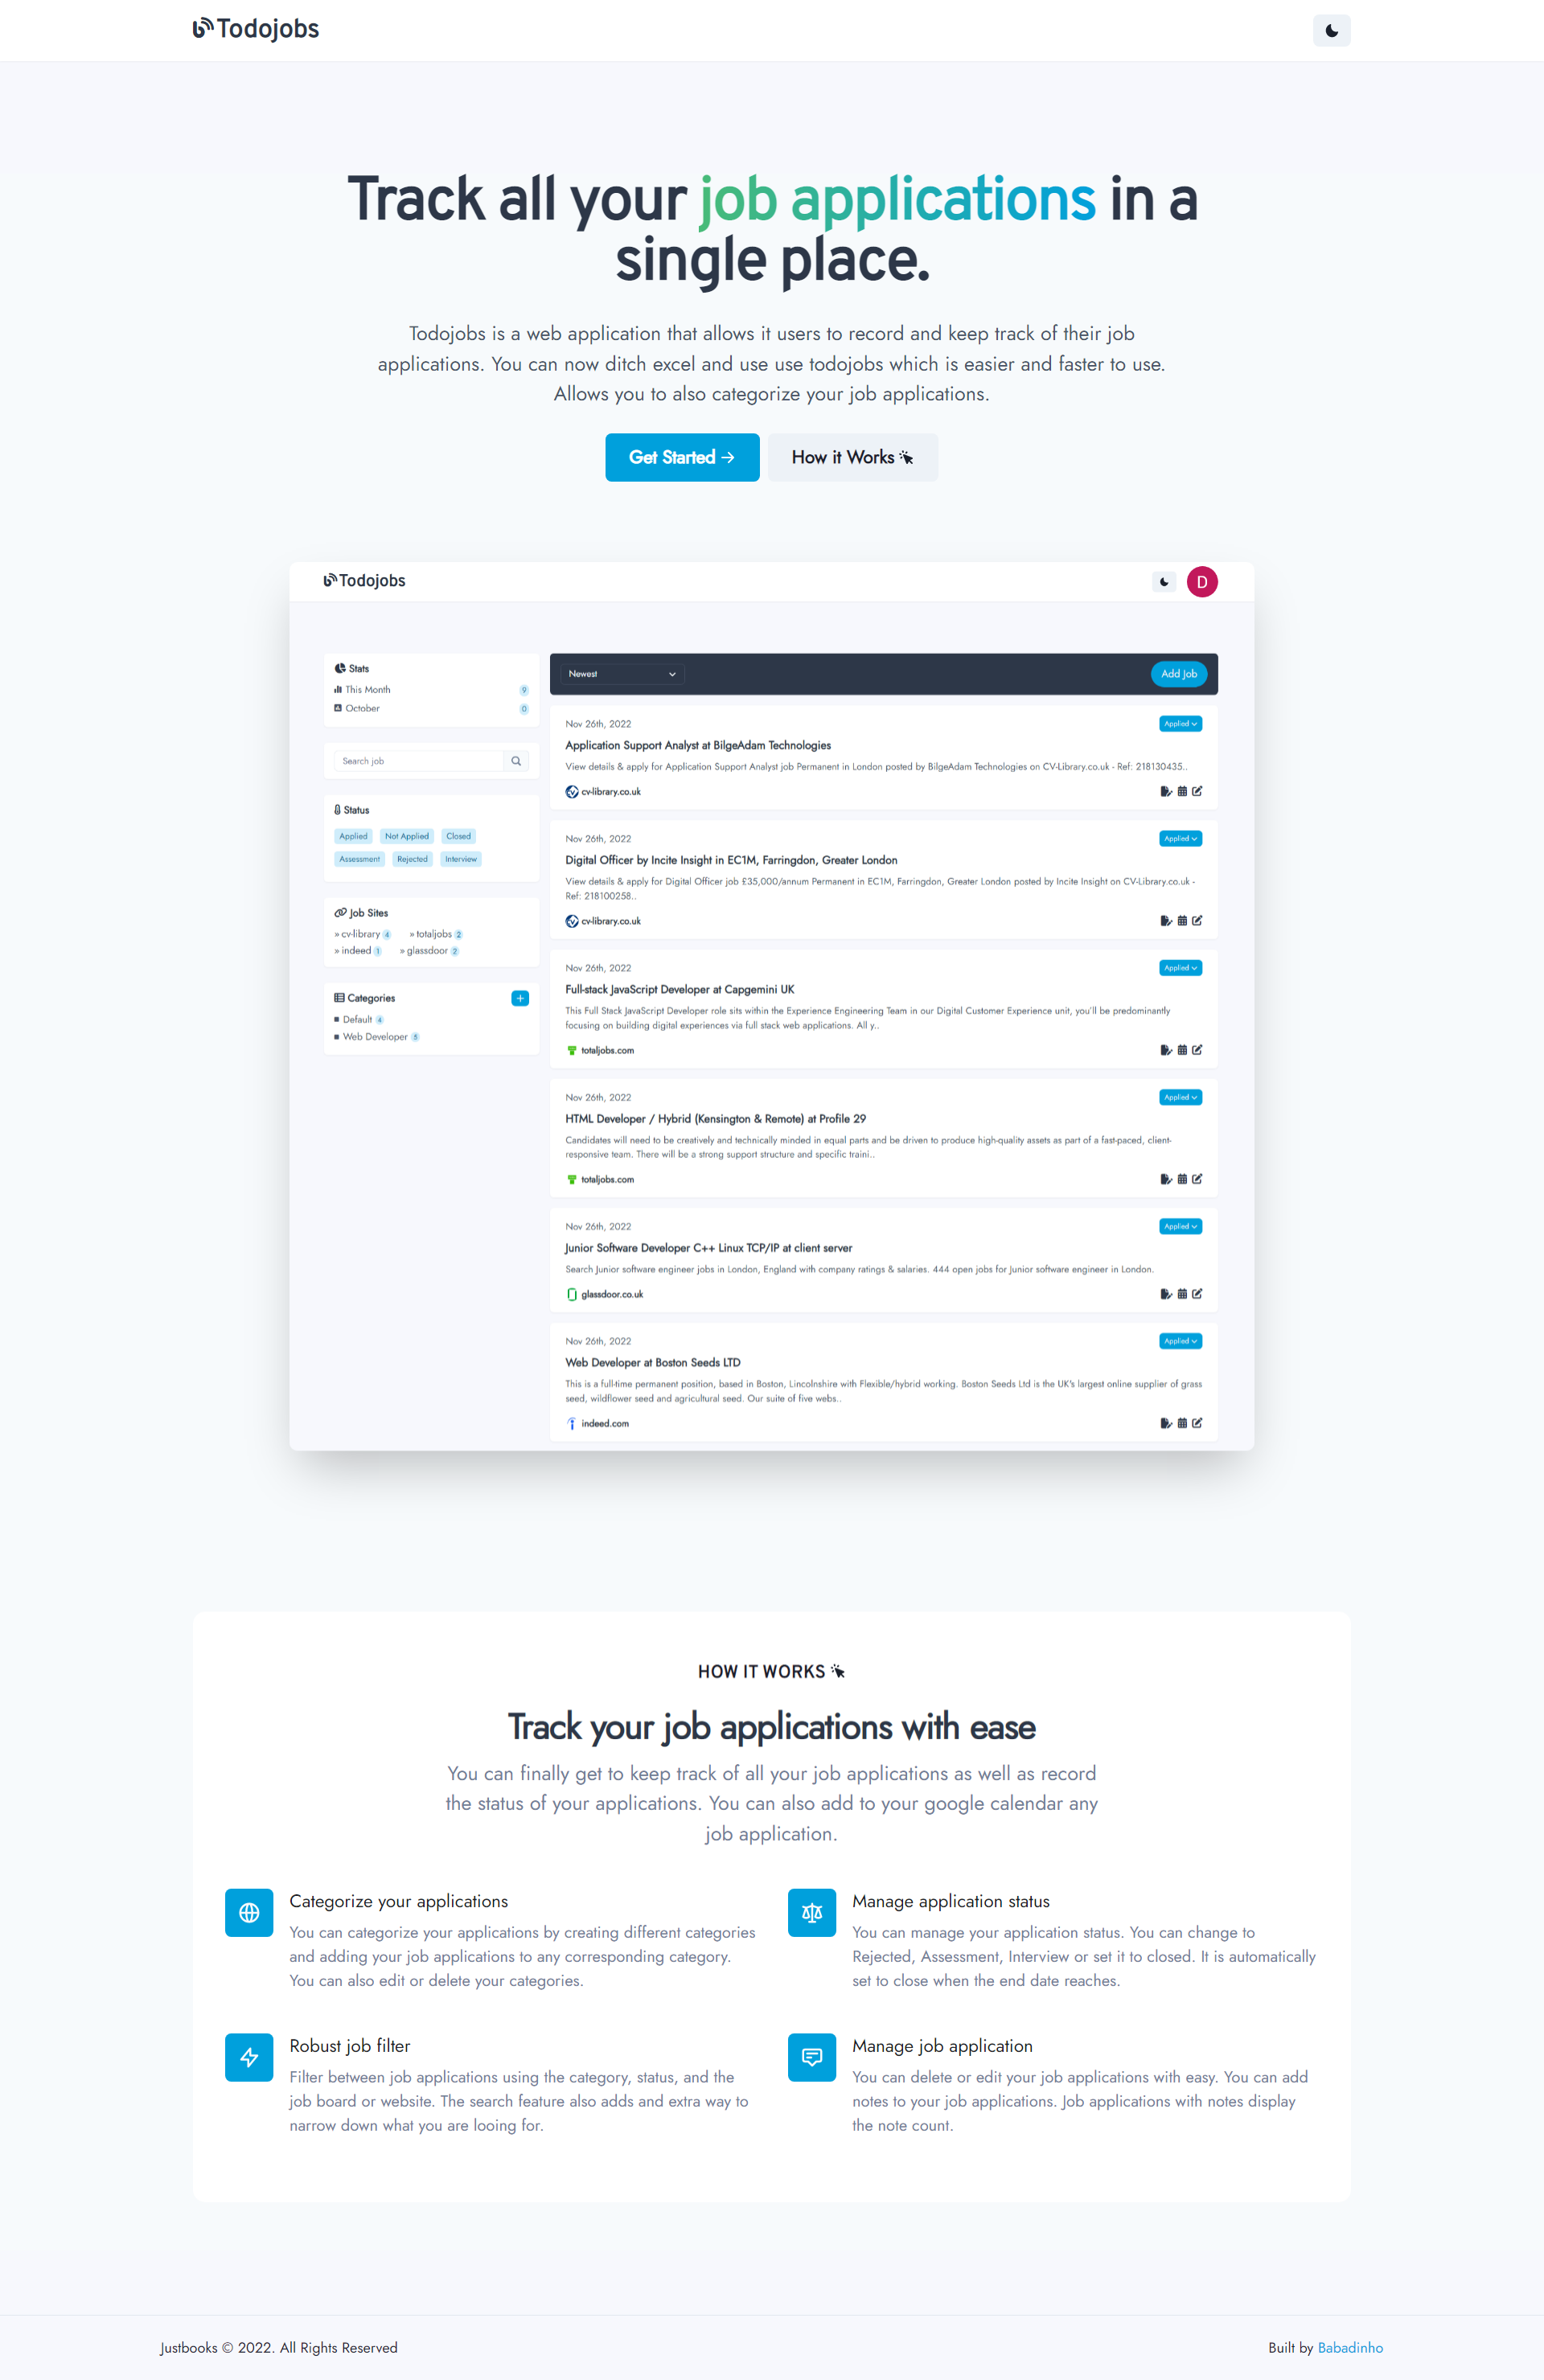 Todojobs
Track all your job applications in a
single place.
Todojobs is a web application that allows it users to record and keep track of their job
applications. You can now ditch excel and use use todojobs which is easier and faster to use.
Allows you to also categorize your job applications.
Get Started →
How it Works
Todojobs
D
Stats
This Month 9
October 0
Search job
Status
Applied Not Applied Closed
Assessment Rejected Interview
Job Sites
» cv-library 4 » totaljobs 2
» indeed 1 » glassdoor 2
Categories +
Default 4
Web Developer 5
Newest
Add Job
Nov 26th, 2022
Applied
Application Support Analyst at BilgeAdam Technologies
View details & apply for Application Support Analyst job Permanent in London posted by BilgeAdam Technologies on CV-Library.co.uk - Ref: 218130435..
cv-library.co.uk
Nov 26th, 2022
Applied
Digital Officer by Incite Insight in EC1M, Farringdon, Greater London
View details & apply for Digital Officer job £35,000/annum Permanent in EC1M, Farringdon, Greater London posted by Incite Insight on CV-Library.co.uk -
Ref: 218100258..
cv-library.co.uk
Nov 26th, 2022
Applied
Full-stack JavaScript Developer at Capgemini UK
This Full Stack JavaScript Developer role sits within the Experience Engineering Team in our Digital Customer Experience unit, you'll be predominantly
focusing on building digital experiences via full stack web applications. All y..
totaljobs.com
Nov 26th, 2022
Applied
HTML Developer / Hybrid (Kensington & Remote) at Profile 29
Candidates will need to be creatively and technically minded in equal parts and be driven to produce high-quality assets as part of a fast-paced, client-
responsive team. There will be a strong support structure and specific traini..
totaljobs.com
Nov 26th, 2022
Applied
Junior Software Developer C++ Linux TCP/IP at client server
Search Junior software engineer jobs in London, England with company ratings & salaries. 444 open jobs for Junior software engineer in London.
glassdoor.co.uk
Nov 26th, 2022
Applied
Web Developer at Boston Seeds LTD
This is a full-time permanent position, based in Boston, Lincolnshire with Flexible/hybrid working. Boston Seeds Ltd is the UK's largest online supplier of grass
seed, wildflower seed and agricultural seed. Our suite of five webs..
indeed.com
HOW IT WORKS
Track your job applications with ease
You can finally get to keep track of all your job applications as well as record
the status of your applications. You can also add to your google calendar any
job application.
Categorize your applications
You can categorize your applications by creating different categories
and adding your job applications to any corresponding category.
You can also edit or delete your categories.
Manage application status
You can manage your application status. You can change to
Rejected, Assessment, Interview or set it to closed. It is automatically
set to close when the end date reaches.
Robust job filter
Filter between job applications using the category, status, and the
job board or website. The search feature also adds and extra way to
narrow down what you are looing for.
Manage job application
You can delete or edit your job applications with easy. You can add
notes to your job applications. Job applications with notes display
the note count.
Justbooks © 2022. All Rights Reserved
Built by Babadinho